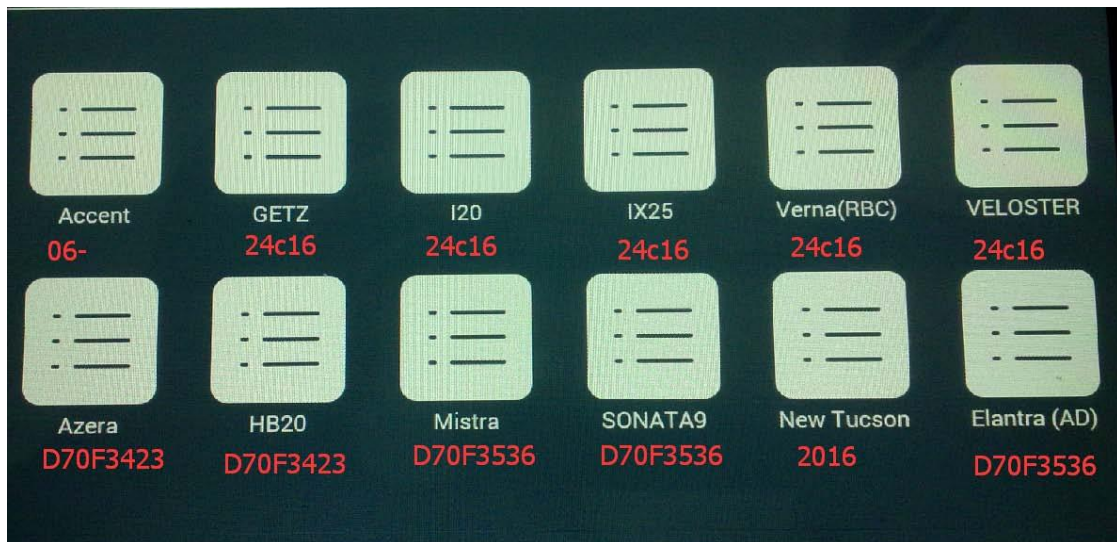 Accent GETZ I20 IX25 Verna(RBC) VELOSTER
06- 24c16 24c16 24c16 24c16 24c16
Azera HB20 Mistra SONATA9 New Tucson Elantra (AD)
D70F3423 D70F3423 D70F3536 D70F3536 2016 D70F3536